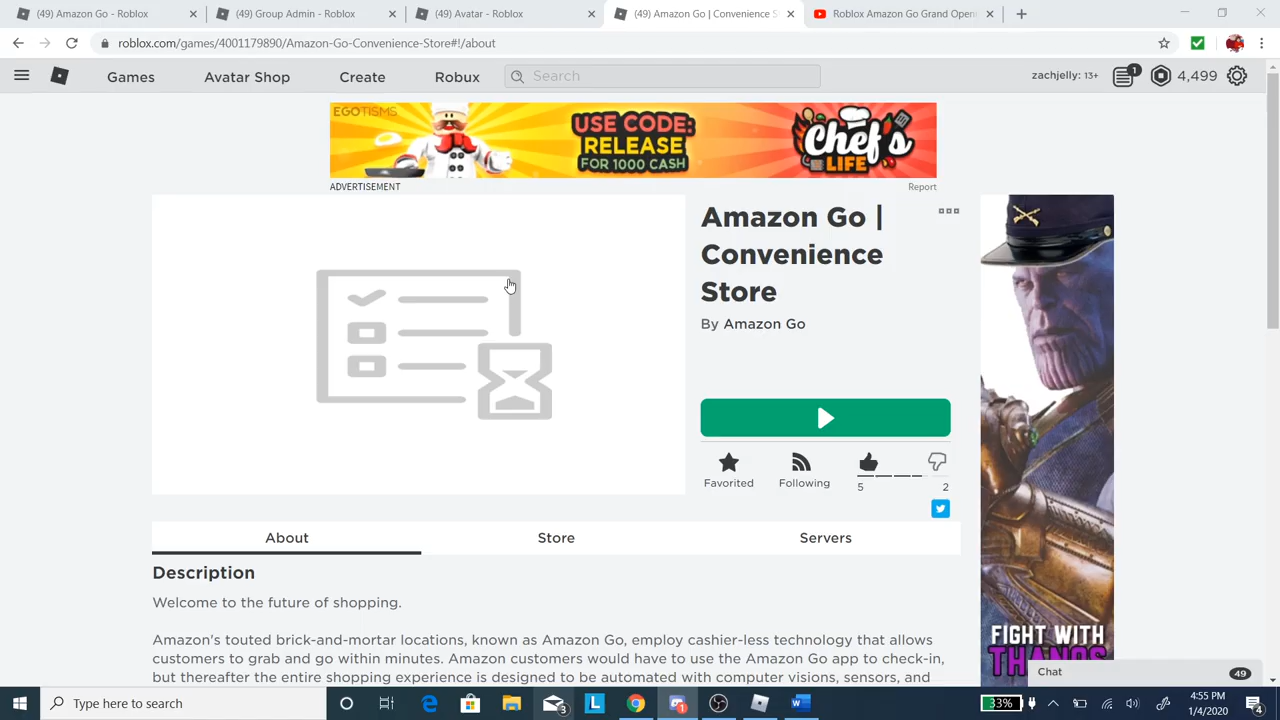 (49) Amazon Go - Roblox
(49) Group Admin - Roblox
(49) Avatar - Roblox
(49) Amazon Go | Convenience S
Roblox Amazon Go Grand Open
roblox.com/games/4001179890/Amazon-Go-Convenience-Store#!/about
Games
Avatar Shop
Create
Robux
Search
zachjelly: 13+
1
4,499
EGOTISMS
USE CODE:
RELEASE
FOR 1000 CASH
CHEF'S
LIFE
ADVERTISEMENT
Report
Amazon Go |
Convenience
Store
By Amazon Go
Favorited
Following
5
2
About
Store
Servers
Description
Welcome to the future of shopping.
Amazon's touted brick-and-mortar locations, known as Amazon Go, employ cashier-less technology that allows
customers to grab and go within minutes. Amazon customers would have to use the Amazon Go app to check-in,
but thereafter the entire shopping experience is designed to be automated with computer visions, sensors, and
FIGHT WITH
THANOS
Chat
49
Type here to search
3
1
33%
4:55 PM
1/4/2020
4